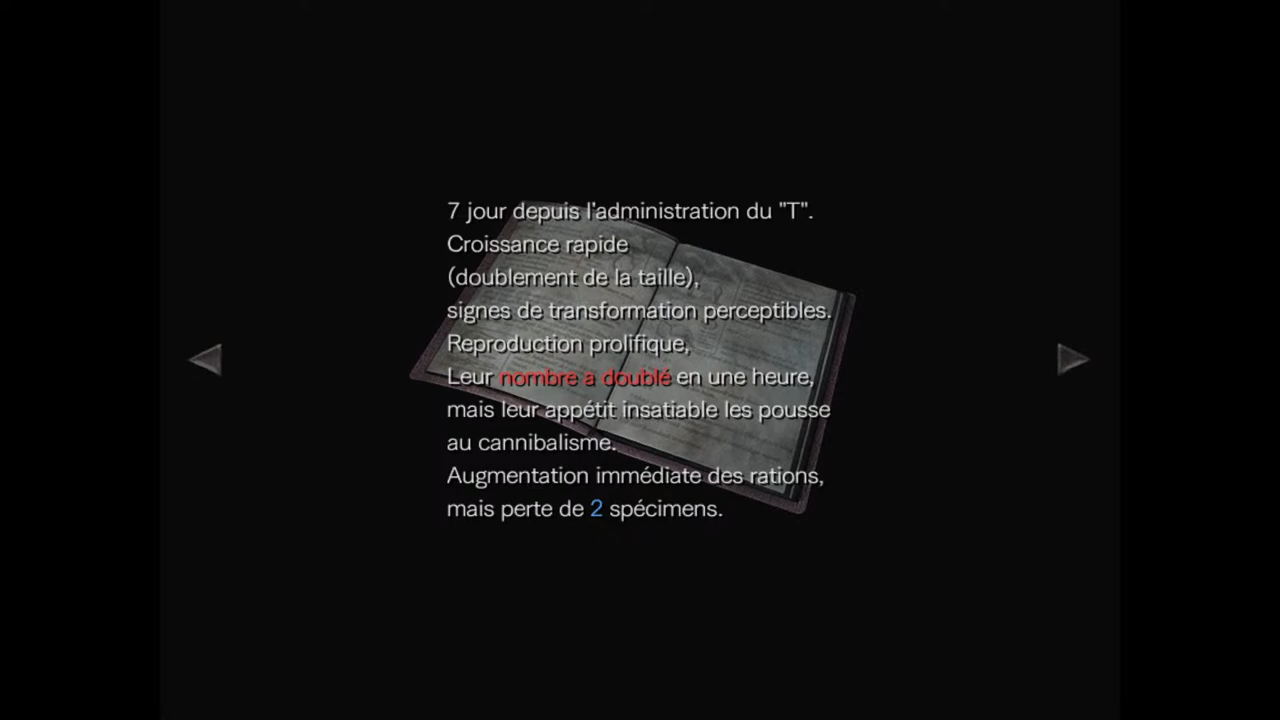 7 jour depuis l'administration du "T".
Croissance rapide
(doublement de la taille),
signes de transformation perceptibles.
Reproduction prolifique,
Leur nombre a doublé en une heure,
mais leur appétit insatiable les pousse
au cannibalisme.
Augmentation immédiate des rations,
mais perte de 2 spécimens.